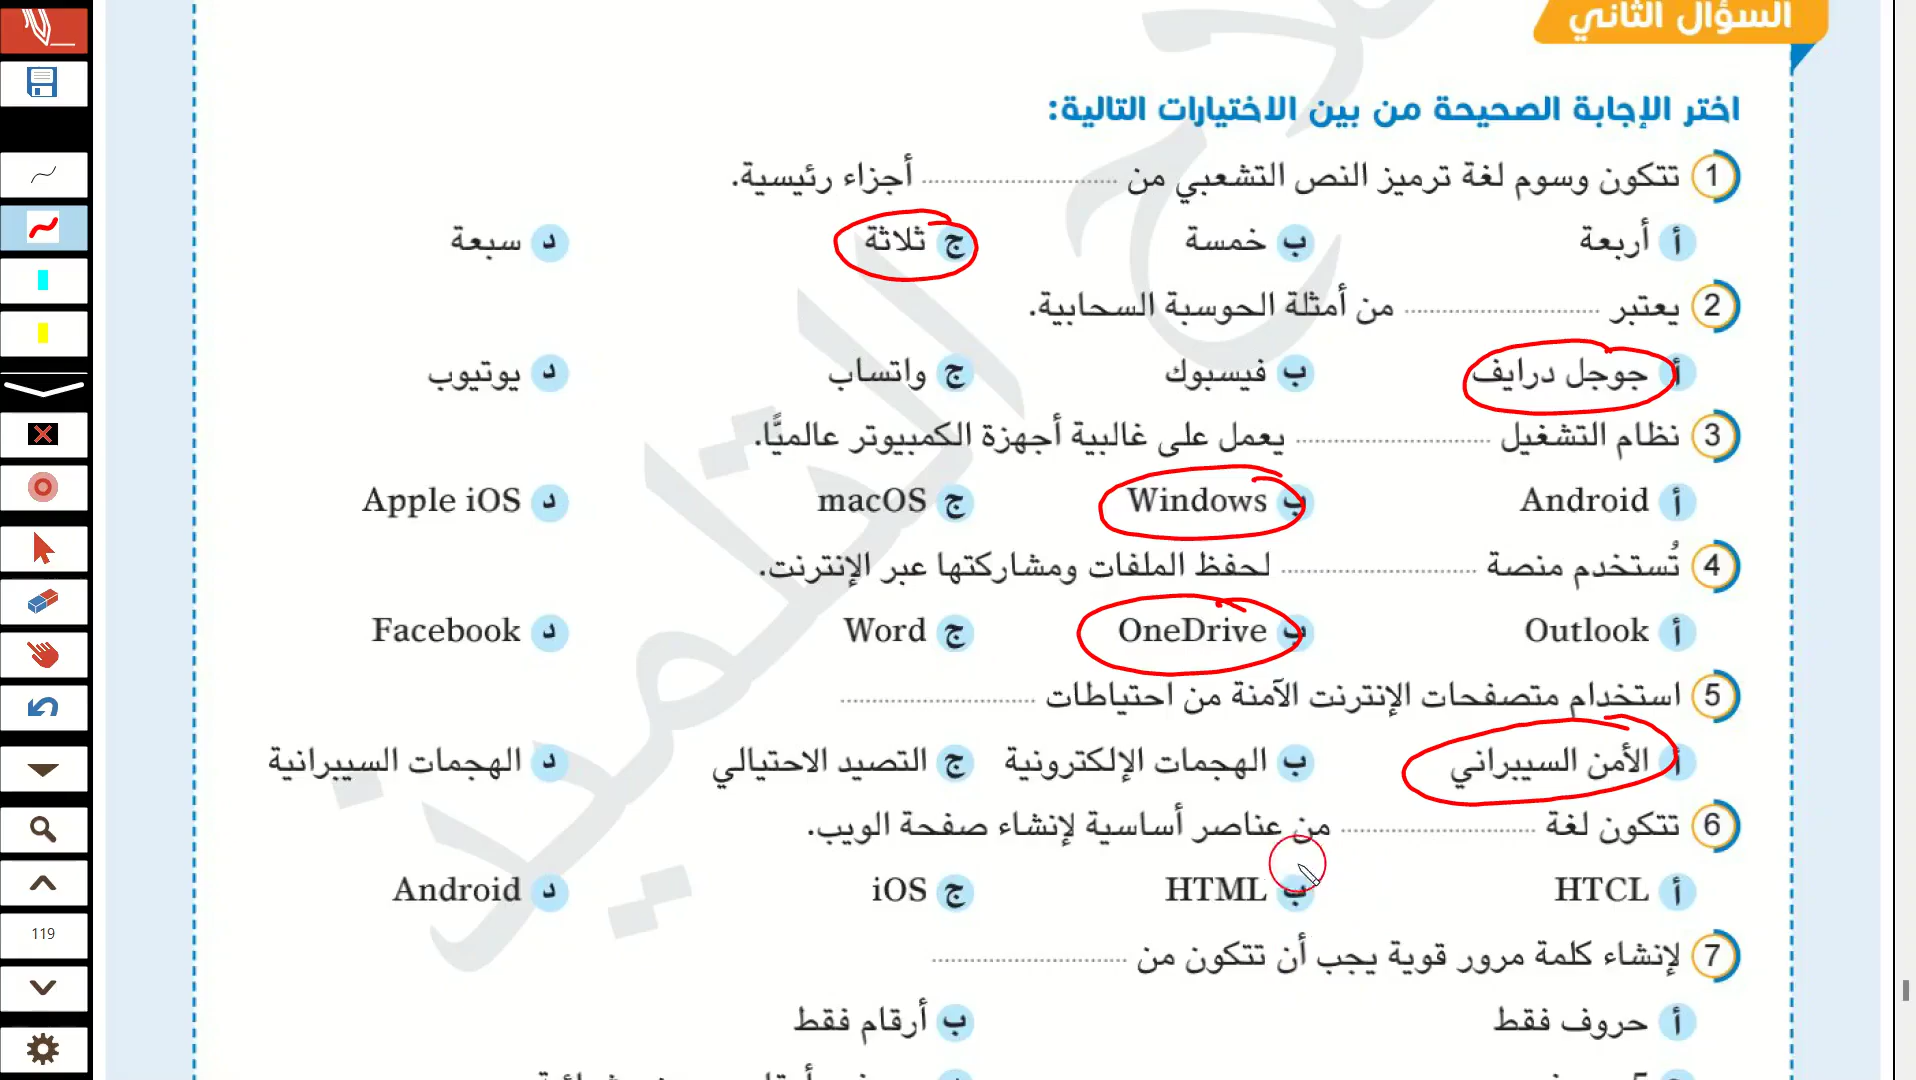 السؤال الثاني
اختر الإجابة الصحيحة من بين الاختيارات التالية:
1 تتكون وسوم لغة ترميز النص التشعبي من .................... أجزاء رئيسية.
أ أربعة ب خمسة ج ثلاثة د سبعة
2 يعتبر .................... من أمثلة الحوسبة السحابية.
أ جوجل درايف ب فيسبوك ج واتساب د يوتيوب
3 نظام التشغيل .................... يعمل على غالبية أجهزة الكمبيوتر عالميًّا.
أ Android ب Windows ج macOS د Apple iOS
4 تُستخدم منصة .................... لحفظ الملفات ومشاركتها عبر الإنترنت.
أ Outlook ب OneDrive ج Word د Facebook
5 استخدام متصفحات الإنترنت الآمنة من احتياطات ....................
أ الأمن السيبراني ب الهجمات الإلكترونية ج التصيد الاحتيالي د الهجمات السيبرانية
6 تتكون لغة .................... من عناصر أساسية لإنشاء صفحة الويب.
أ HTCL ب HTML ج iOS د Android
7 لإنشاء كلمة مرور قوية يجب أن تتكون من ....................
أ حروف فقط ب أرقام فقط
119